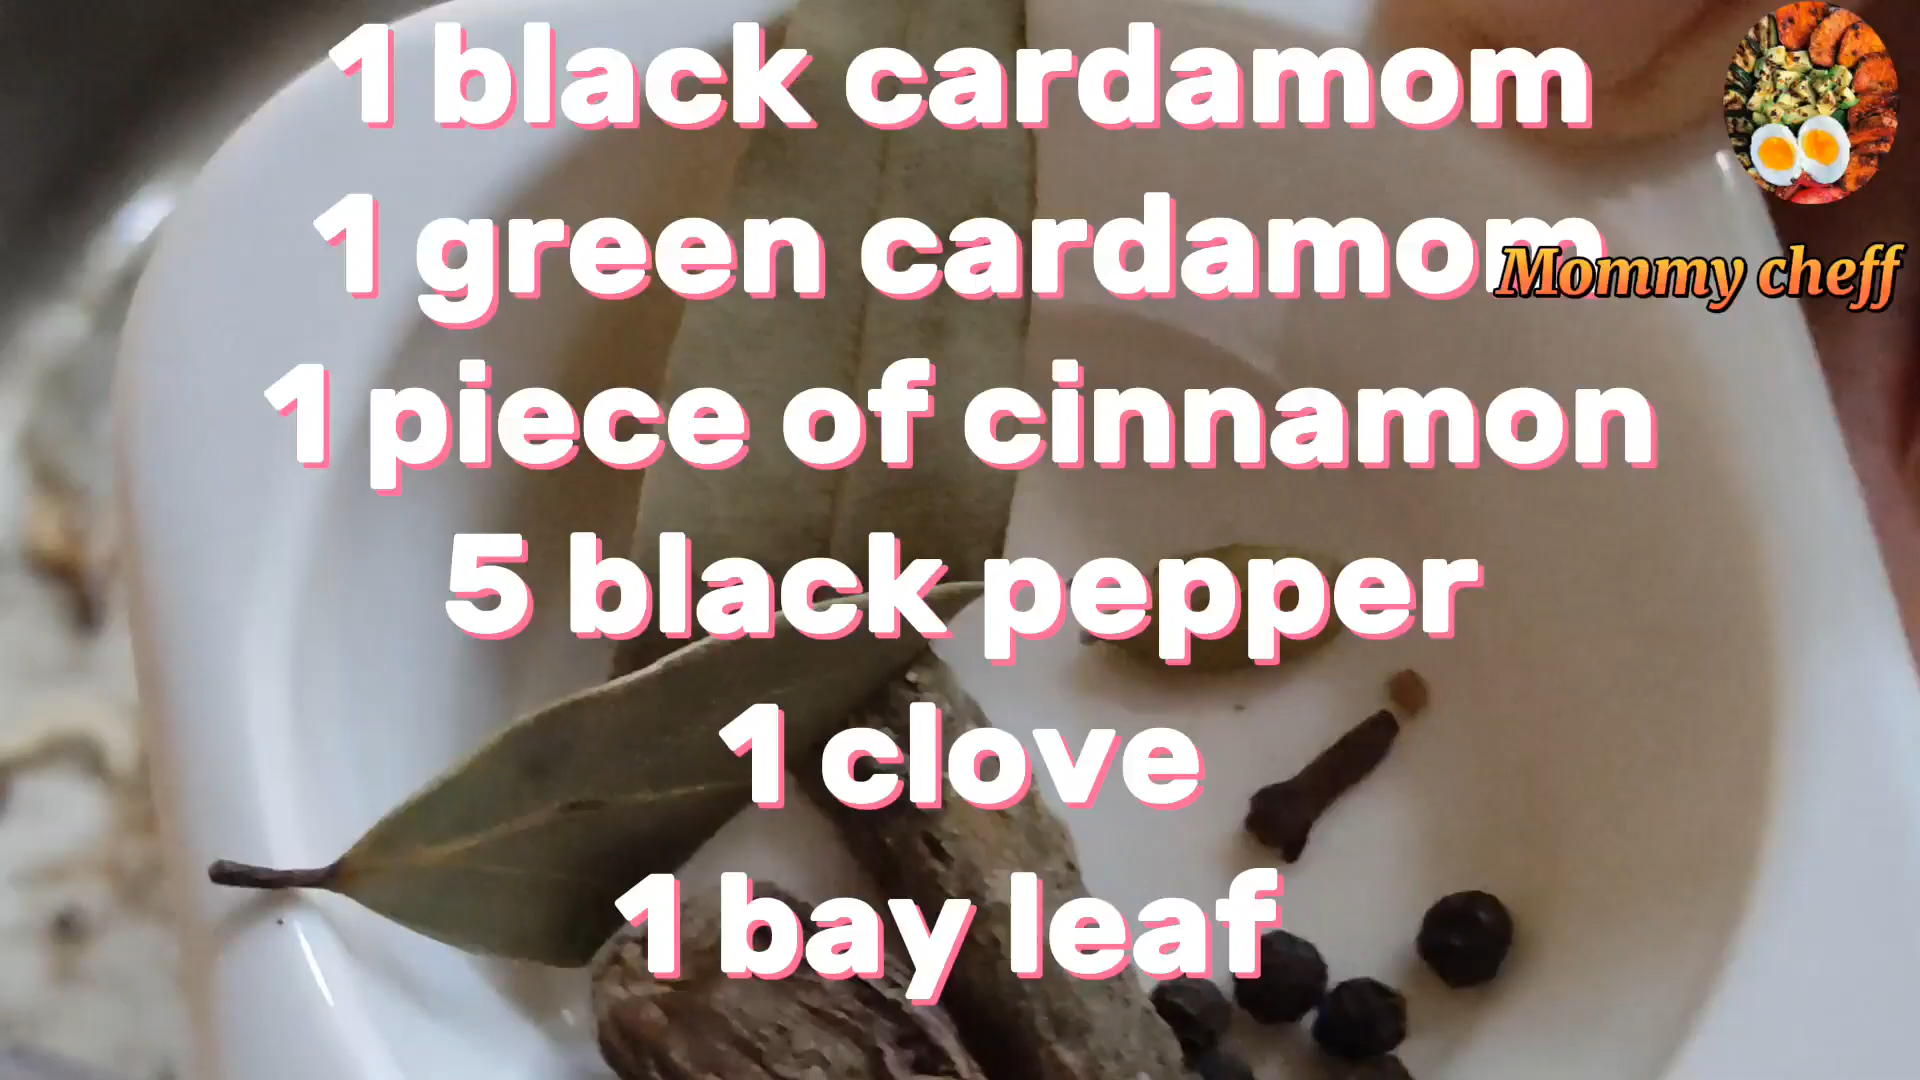 1 black cardamom
1 green cardamom
Mommy cheff
1 piece of cinnamon
5 black pepper
1 clove
1 bay leaf